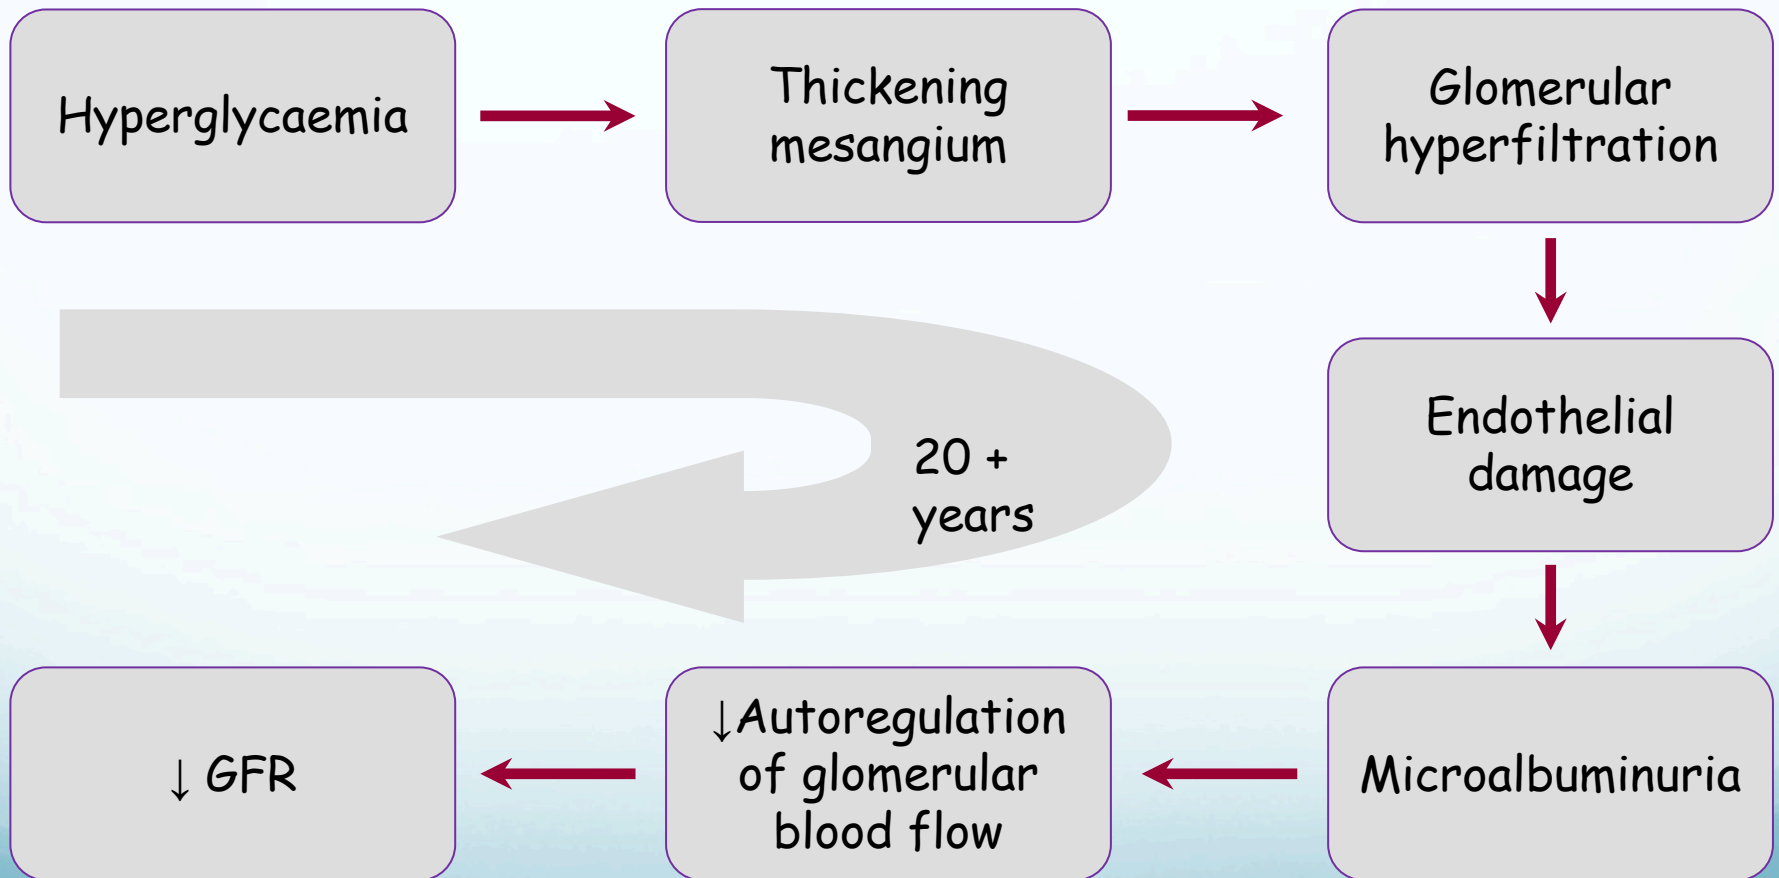 Hyperglycaemia
Thickening
mesangium
Glomerular
hyperfiltration
Endothelial
damage
20 +
years
Microalbuminuria
↓Autoregulation
of glomerular
blood flow
↓ GFR